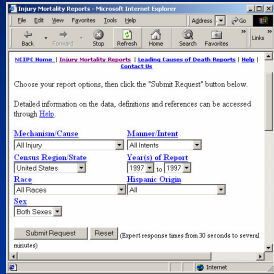 Injury Mortality Reports - Microsoft Internet Explorer
File Edit View Favorites Tools Help Address Go
Back Forward Stop Refresh Home Search Favorites Links
NCIPC Home | Injury Mortality Reports | Leading Causes of Death Reports | Help |
Contact Us
Choose your report options, then click the "Submit Request" button below.
Detailed information on the data, definitions and references can be accessed
through Help.
Mechanism/Cause Manner/Intent
All Injury All Intents
Census Region/State Year(s) of Report
United States 1997 to 1997
Race Hispanic Origin
All Races All
Sex
Both Sexes
Submit Request Reset (Expect response times from 30 seconds to several
minutes)
Internet